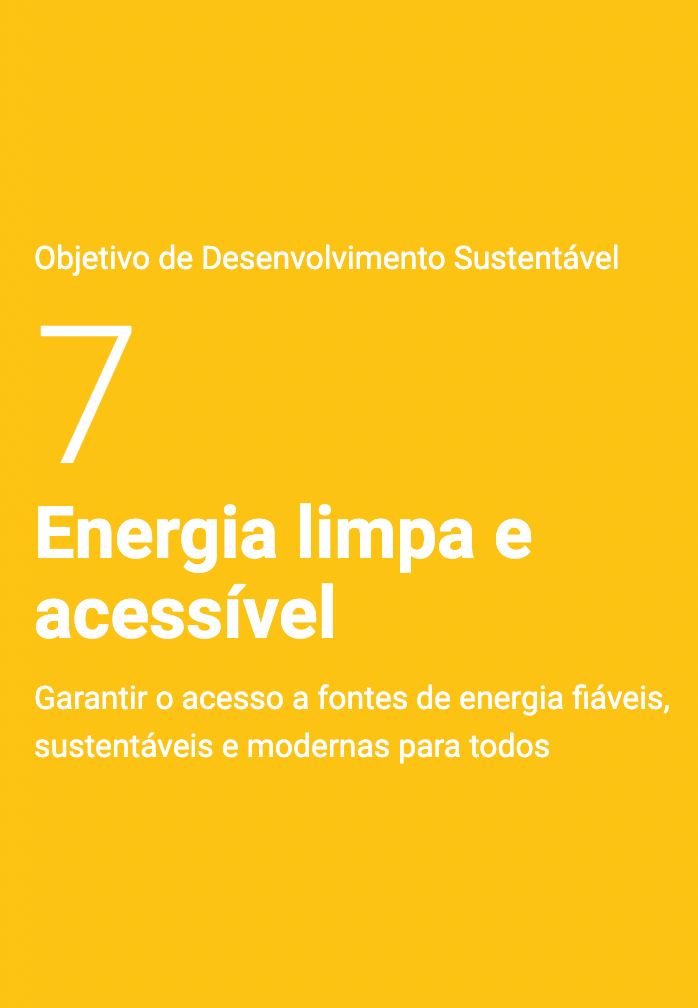 Objetivo de Desenvolvimento Sustentável
7
Energia limpa e
acessível
Garantir o acesso a fontes de energia fiáveis,
sustentáveis e modernas para todos